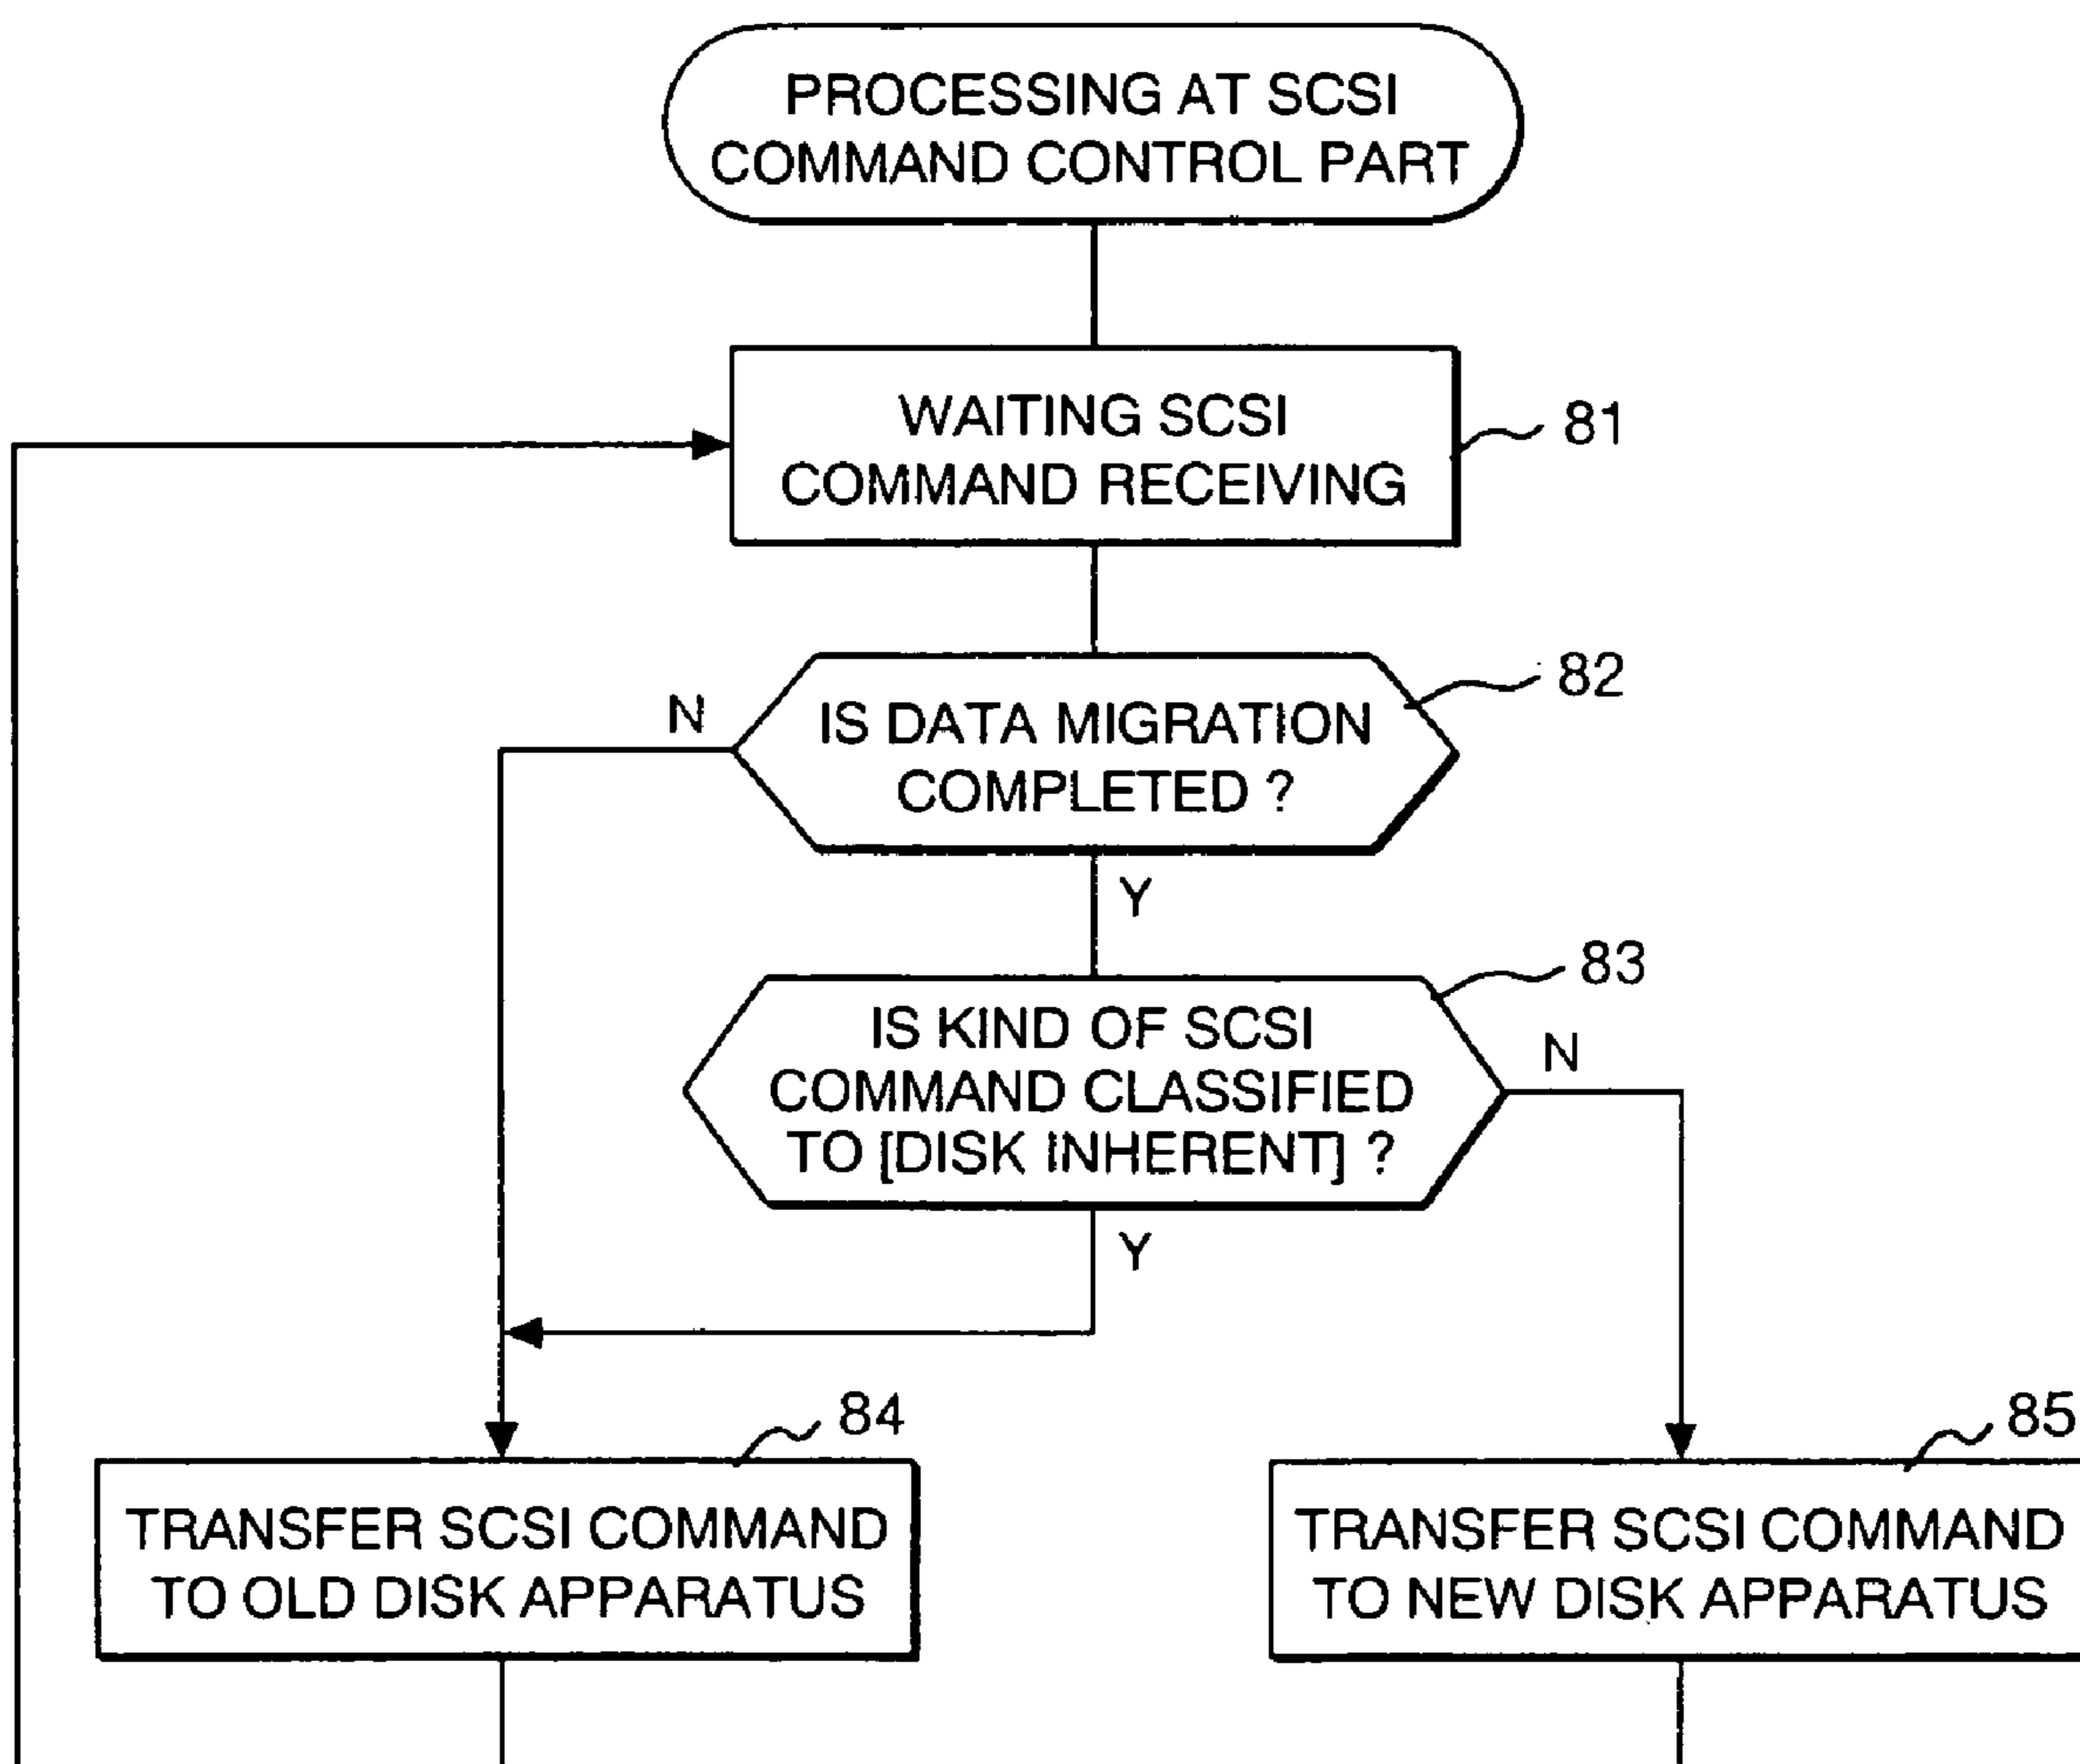 PROCESSING AT SCSI
COMMAND CONTROL PART
WAITING SCSI
COMMAND RECEIVING
81
82
N
IS DATA MIGRATION
COMPLETED ?
Y
83
IS KIND OF SCSI
COMMAND CLASSIFIED
TO [DISK INHERENT] ?
N
Y
84
85
TRANSFER SCSI COMMAND
TO OLD DISK APPARATUS
TRANSFER SCSI COMMAND
TO NEW DISK APPARATUS